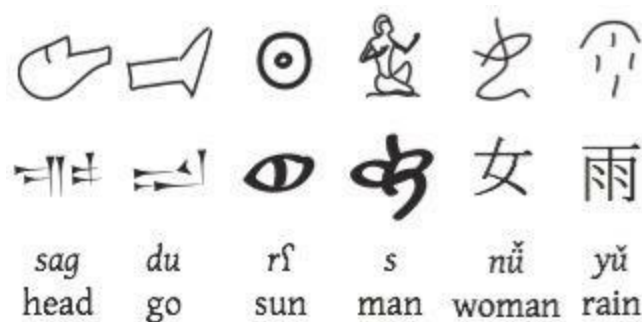 𓇳 𓀀
𒊕 𒁺 女 雨
sag du rʕ s nǚ yǔ
head go sun man woman rain